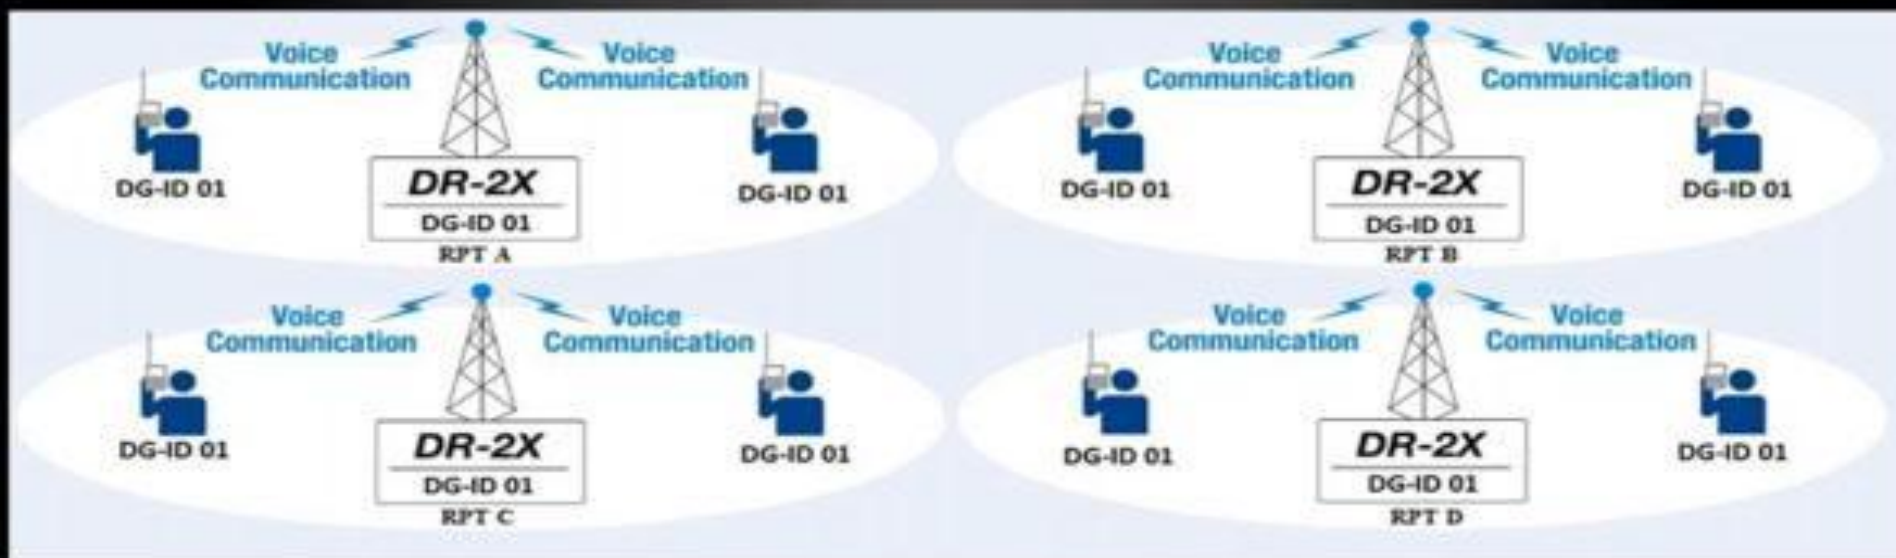 Voice
Communication
Voice
Communication
DG-ID 01
DR-2X
DG-ID 01
RPT A
DG-ID 01
Voice
Communication
Voice
Communication
DG-ID 01
DR-2X
DG-ID 01
RPT B
DG-ID 01
Voice
Communication
Voice
Communication
DG-ID 01
DR-2X
DG-ID 01
RPT C
DG-ID 01
Voice
Communication
Voice
Communication
DG-ID 01
DR-2X
DG-ID 01
RPT D
DG-ID 01